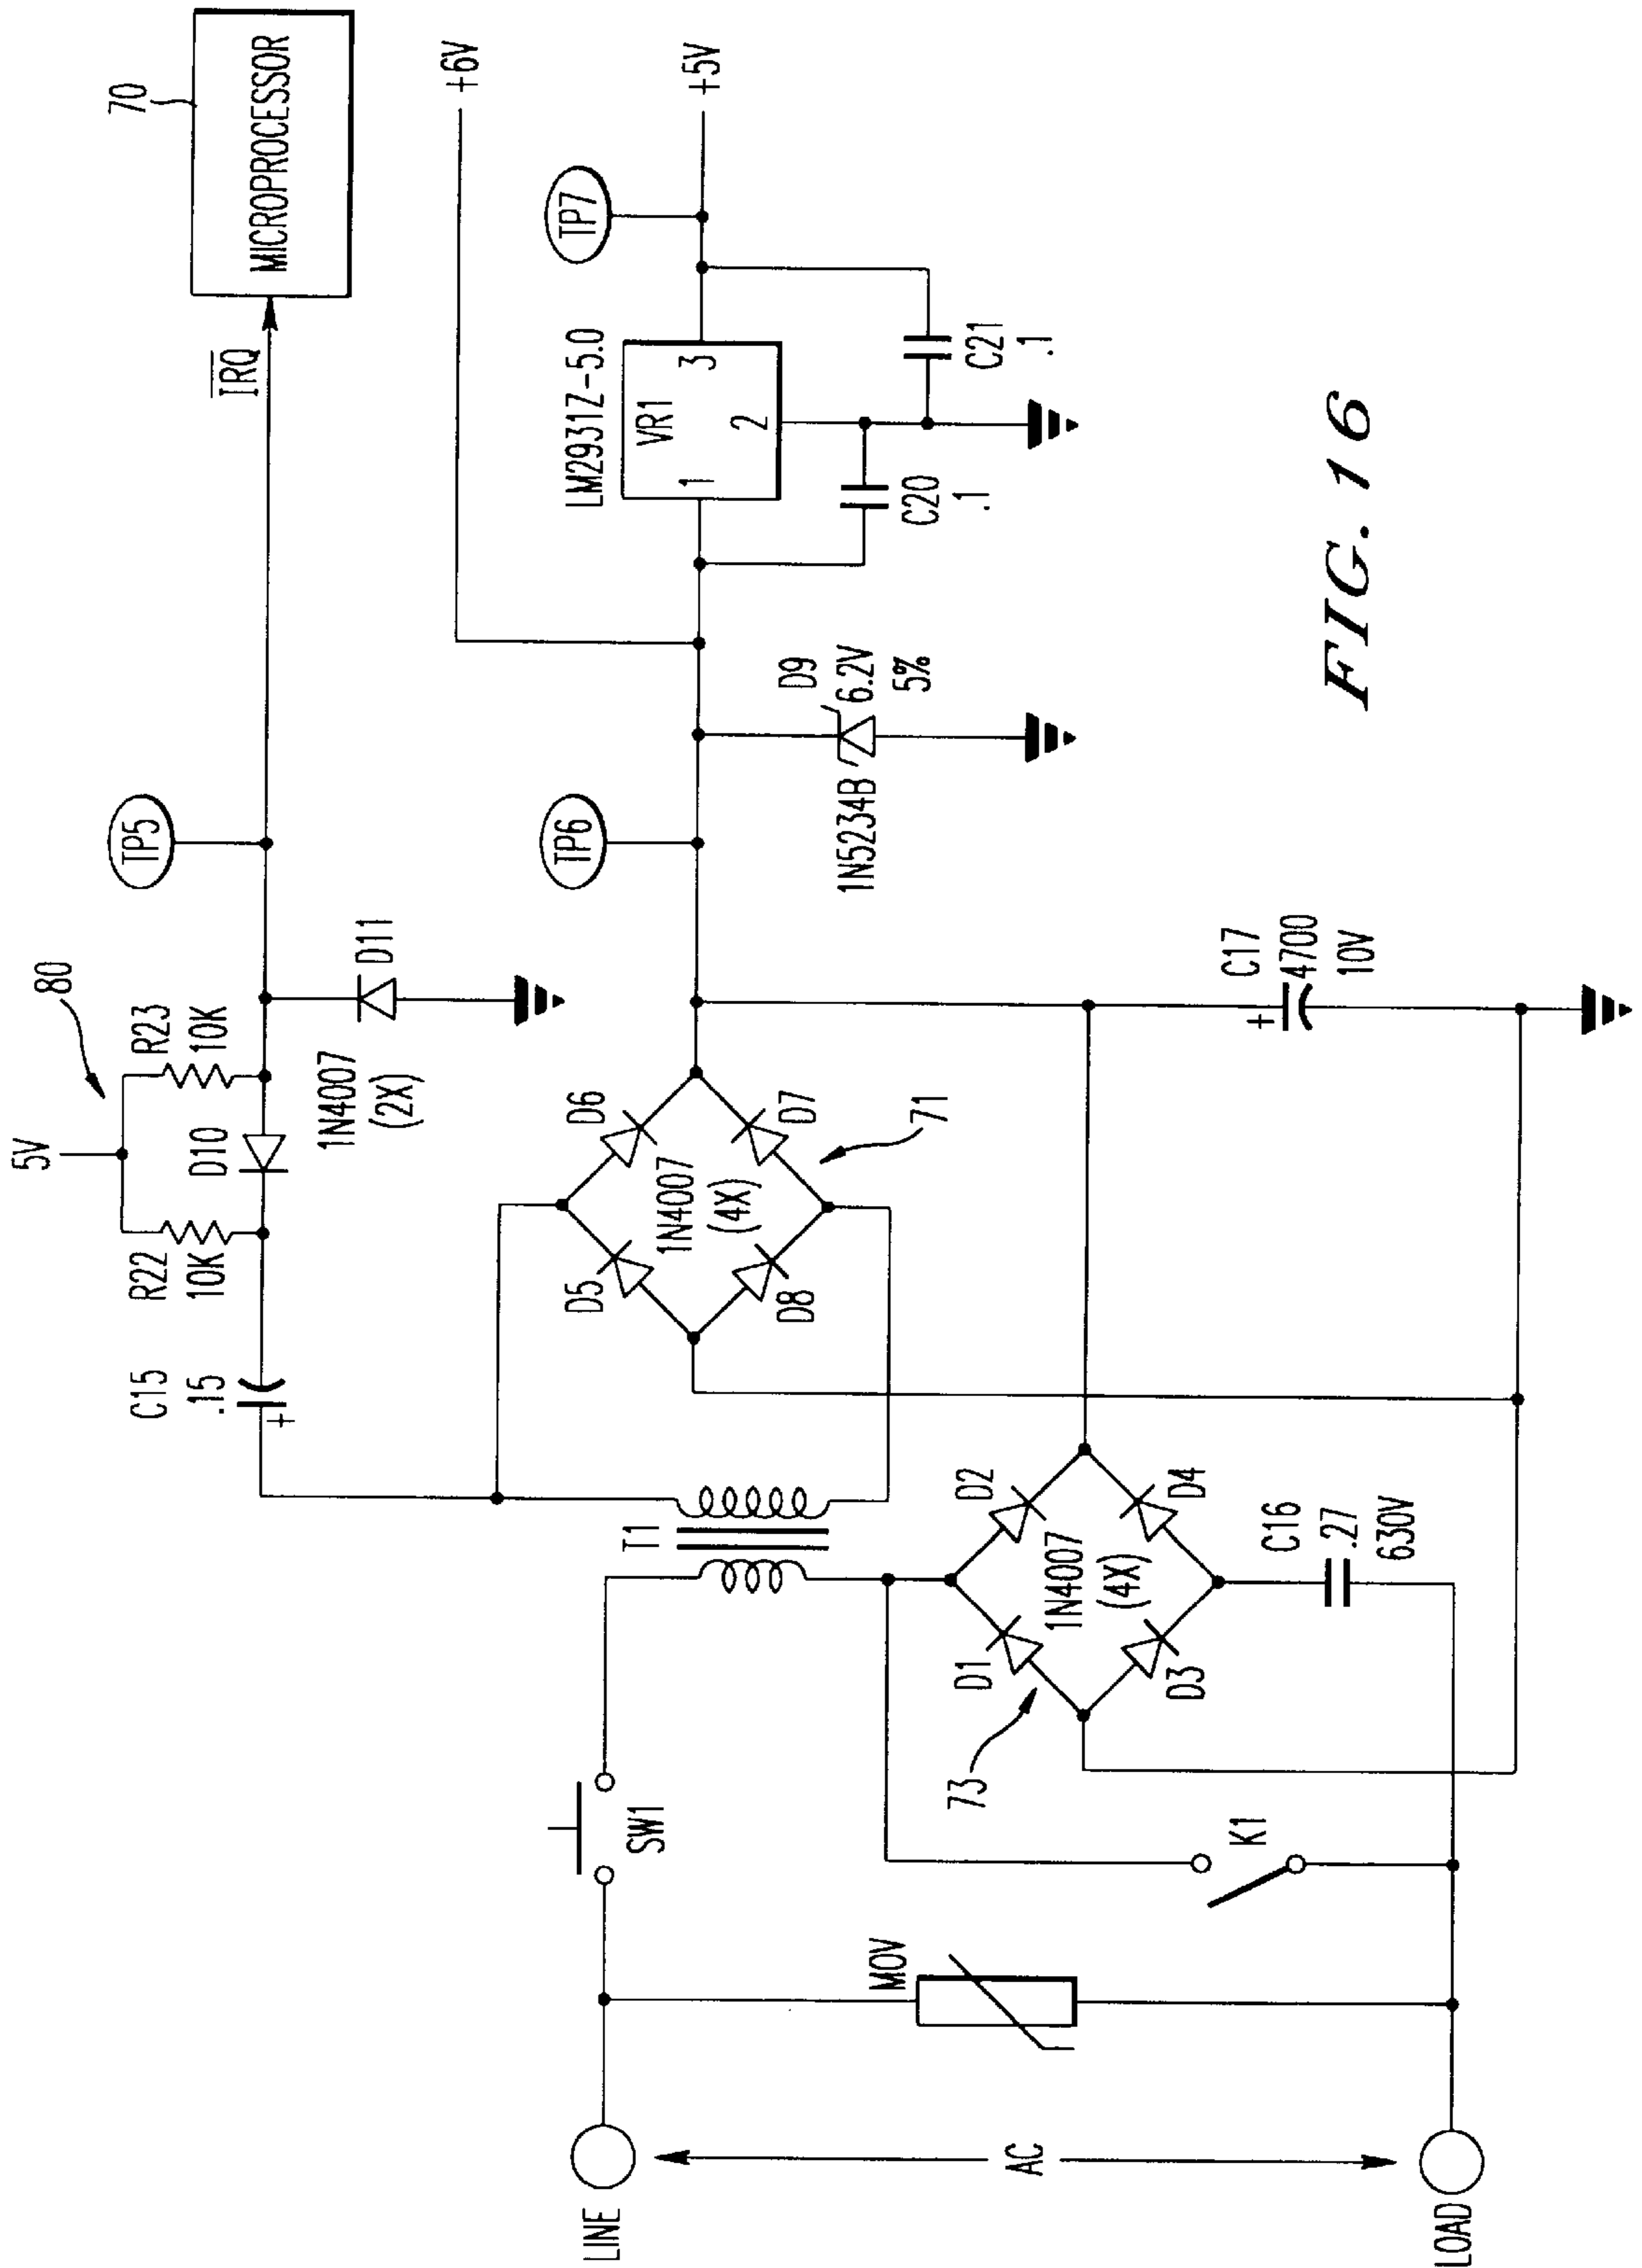 5V
80
R22
10K
D10
R23
10K
C15
.15
+
1N4007
(2X)
D11
TP5
IRQ
70
MICROPROCESSOR
T1
D5
D6
1N4007
(4X)
D8
D7
71
TP6
+6V
D9
1N5234B
6.2V
5%
LM2931Z-5.0
VR1
1
2
3
C20
.1
C21
.1
TP7
+5V
LINE
SW1
MOV
AC
LOAD
K1
73
D1
D2
1N4007
(4X)
D3
D4
C16
.27
630V
C17
+
4700
10V
FIG. 16